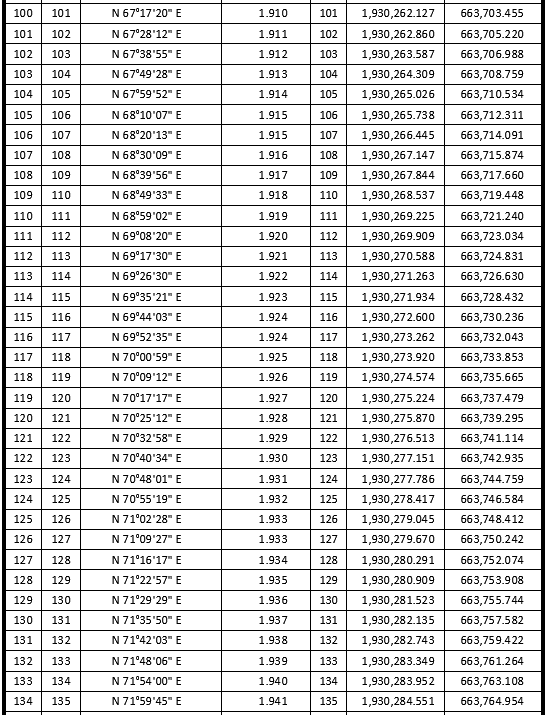 100 101 N 67°17'20" E 1.910 101 1,930,262.127 663,703.455
101 102 N 67°28'12" E 1.911 102 1,930,262.860 663,705.220
102 103 N 67°38'55" E 1.912 103 1,930,263.587 663,706.988
103 104 N 67°49'28" E 1.913 104 1,930,264.309 663,708.759
104 105 N 67°59'52" E 1.914 105 1,930,265.026 663,710.534
105 106 N 68°10'07" E 1.915 106 1,930,265.738 663,712.311
106 107 N 68°20'13" E 1.915 107 1,930,266.445 663,714.091
107 108 N 68°30'09" E 1.916 108 1,930,267.147 663,715.874
108 109 N 68°39'56" E 1.917 109 1,930,267.844 663,717.660
109 110 N 68°49'33" E 1.918 110 1,930,268.537 663,719.448
110 111 N 68°59'02" E 1.919 111 1,930,269.225 663,721.240
111 112 N 69°08'20" E 1.920 112 1,930,269.909 663,723.034
112 113 N 69°17'30" E 1.921 113 1,930,270.588 663,724.831
113 114 N 69°26'30" E 1.922 114 1,930,271.263 663,726.630
114 115 N 69°35'21" E 1.923 115 1,930,271.934 663,728.432
115 116 N 69°44'03" E 1.924 116 1,930,272.600 663,730.236
116 117 N 69°52'35" E 1.924 117 1,930,273.262 663,732.043
117 118 N 70°00'59" E 1.925 118 1,930,273.920 663,733.853
118 119 N 70°09'12" E 1.926 119 1,930,274.574 663,735.665
119 120 N 70°17'17" E 1.927 120 1,930,275.224 663,737.479
120 121 N 70°25'12" E 1.928 121 1,930,275.870 663,739.295
121 122 N 70°32'58" E 1.929 122 1,930,276.513 663,741.114
122 123 N 70°40'34" E 1.930 123 1,930,277.151 663,742.935
123 124 N 70°48'01" E 1.931 124 1,930,277.786 663,744.759
124 125 N 70°55'19" E 1.932 125 1,930,278.417 663,746.584
125 126 N 71°02'28" E 1.933 126 1,930,279.045 663,748.412
126 127 N 71°09'27" E 1.933 127 1,930,279.670 663,750.242
127 128 N 71°16'17" E 1.934 128 1,930,280.291 663,752.074
128 129 N 71°22'57" E 1.935 129 1,930,280.909 663,753.908
129 130 N 71°29'29" E 1.936 130 1,930,281.523 663,755.744
130 131 N 71°35'50" E 1.937 131 1,930,282.135 663,757.582
131 132 N 71°42'03" E 1.938 132 1,930,282.743 663,759.422
132 133 N 71°48'06" E 1.939 133 1,930,283.349 663,761.264
133 134 N 71°54'00" E 1.940 134 1,930,283.952 663,763.108
134 135 N 71°59'45" E 1.941 135 1,930,284.551 663,764.954